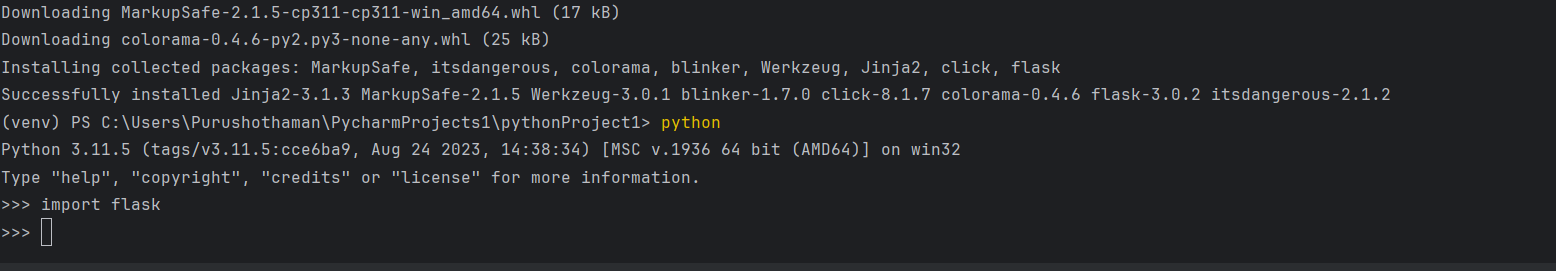 Downloading MarkupSafe-2.1.5-cp311-cp311-win_amd64.whl (17 kB)
Downloading colorama-0.4.6-py2.py3-none-any.whl (25 kB)
Installing collected packages: MarkupSafe, itsdangerous, colorama, blinker, Werkzeug, Jinja2, click, flask
Successfully installed Jinja2-3.1.3 MarkupSafe-2.1.5 Werkzeug-3.0.1 blinker-1.7.0 click-8.1.7 colorama-0.4.6 flask-3.0.2 itsdangerous-2.1.2
(venv) PS C:\Users\Purushothaman\PycharmProjects1\pythonProject1> python
Python 3.11.5 (tags/v3.11.5:cce6ba9, Aug 24 2023, 14:38:34) [MSC v.1936 64 bit (AMD64)] on win32
Type "help", "copyright", "credits" or "license" for more information.
>>> import flask
>>>